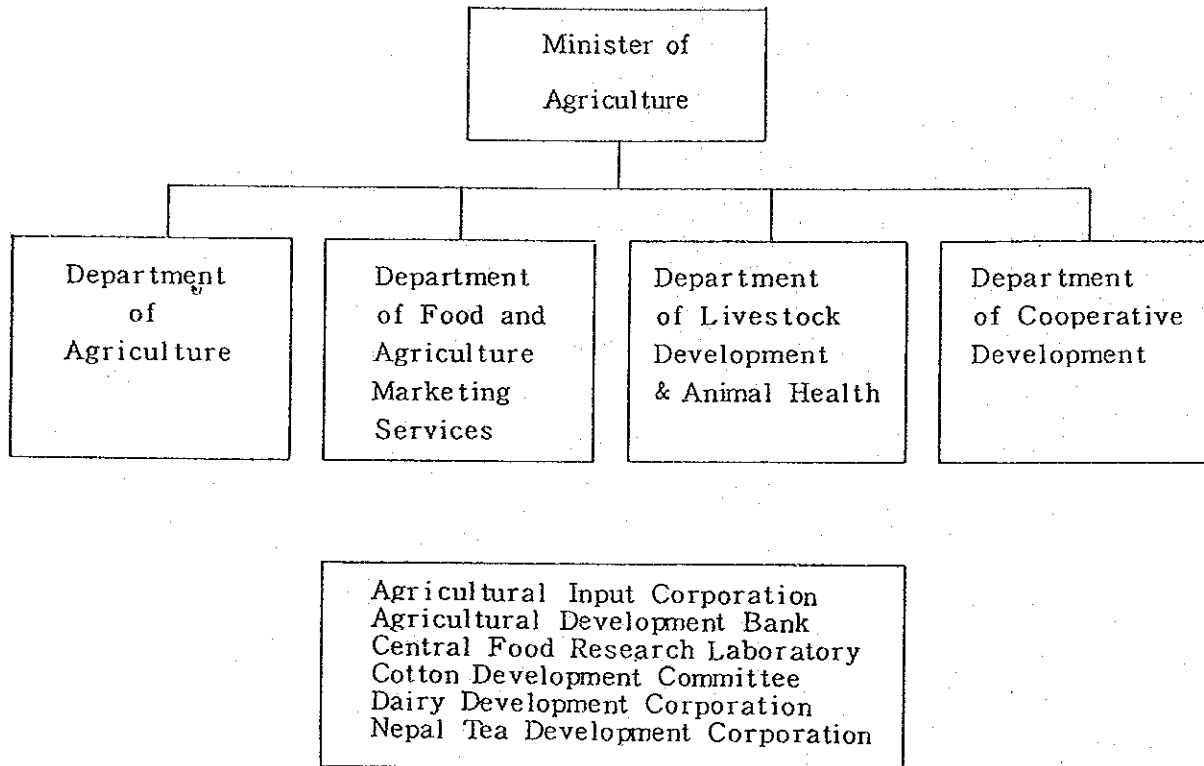 Minister of
Agriculture
Department
of
Agriculture
Department
of Food and
Agriculture
Marketing
Services
Department
of Livestock
Development
& Animal Health
Department
of Cooperative
Development
Agricultural Input Corporation
Agricultural Development Bank
Central Food Research Laboratory
Cotton Development Committee
Dairy Development Corporation
Nepal Tea Development Corporation